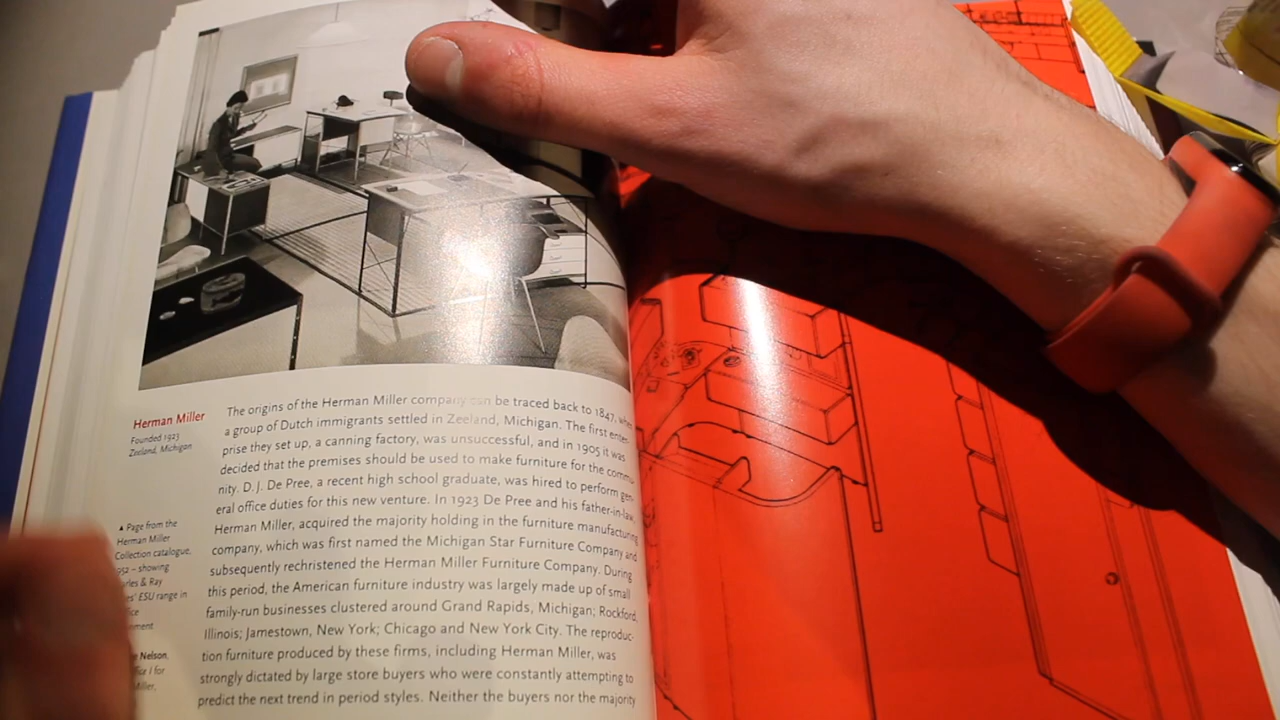 Herman Miller
Founded 1923
Zeeland, Michigan
▲ Page from the
Herman Miller
Collection catalogue,
1952 – showing
& Ray
ESU range in
Nelson,
for
Miller,
The origins of the Herman Miller company can be traced back to 1847, when
a group of Dutch immigrants settled in Zeeland, Michigan. The first enter-
prise they set up, a canning factory, was unsuccessful, and in 1905 it was
decided that the premises should be used to make furniture for the commu-
nity. D. J. De Pree, a recent high school graduate, was hired to perform gen-
eral office duties for this new venture. In 1923 De Pree and his father-in-law,
Herman Miller, acquired the majority holding in the furniture manufacturing
company, which was first named the Michigan Star Furniture Company and
subsequently rechristened the Herman Miller Furniture Company. During
this period, the American furniture industry was largely made up of small
family-run businesses clustered around Grand Rapids, Michigan; Rockford,
Illinois; Jamestown, New York; Chicago and New York City. The reproduc-
tion furniture produced by these firms, including Herman Miller, was
strongly dictated by large store buyers who were constantly attempting to
predict the next trend in period styles. Neither the buyers nor the majority